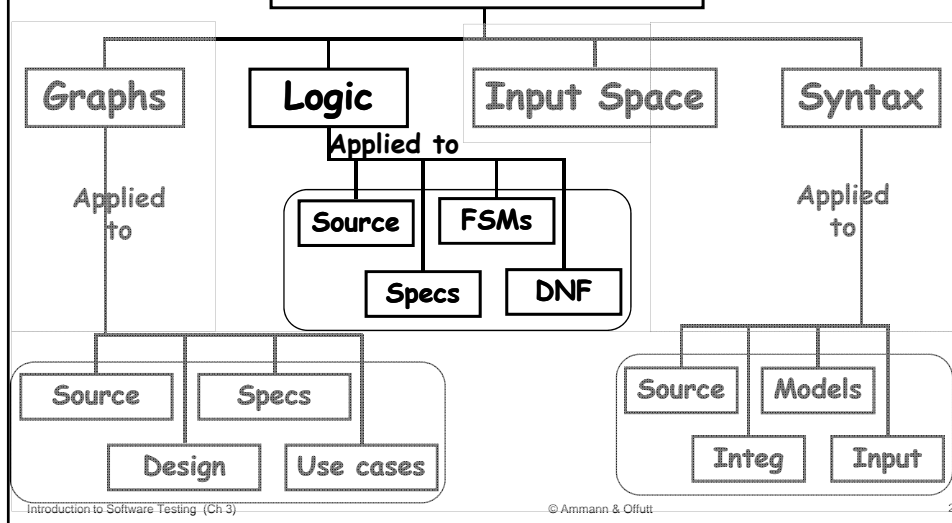 Graphs
Logic
Input Space
Syntax
Applied to
Applied
to
Applied
to
Source
FSMs
Specs
DNF
Source
Specs
Design
Use cases
Source
Models
Integ
Input
Introduction to Software Testing (Ch 3)
© Ammann & Offutt